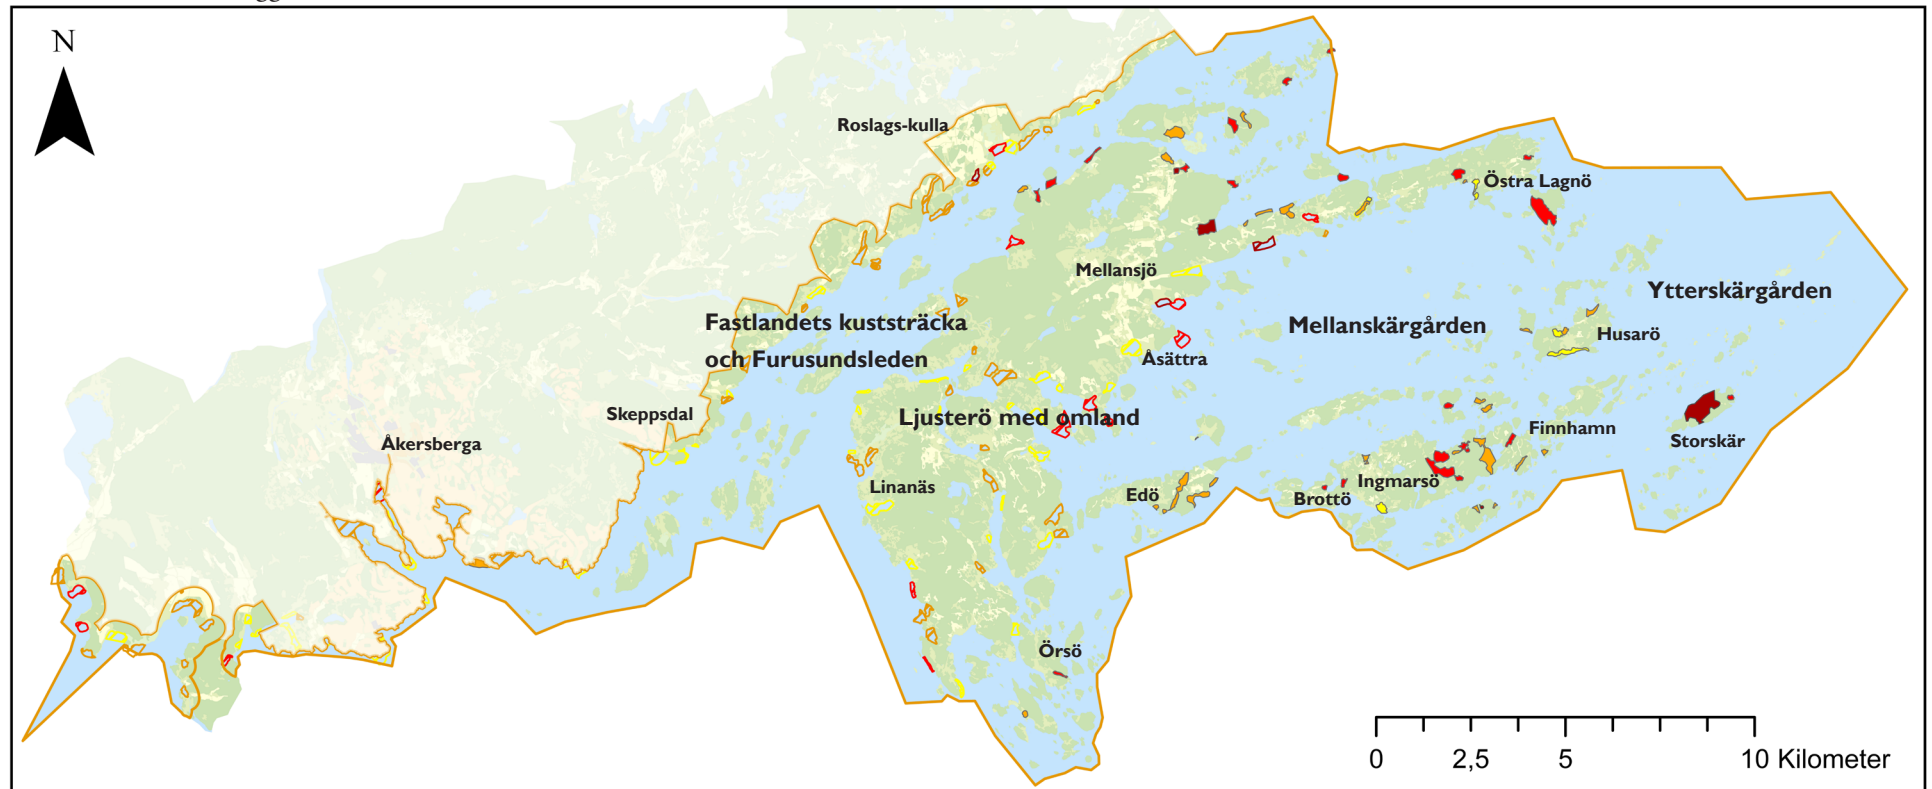 N
Roslags-kulla
Östra Lagnö
Mellansjö
Ytterskärgården
Fastlandets kuststräcka
och Furusundsleden
Mellanskärgården
Husarö
Åsättra
Skeppsdal
Ljusterö med omland
Åkersberga
Finnhamn
Storskär
Linanäs
Edö
Ingmarsö
Brottö
Örsö
0 2,5 5 10 Kilometer